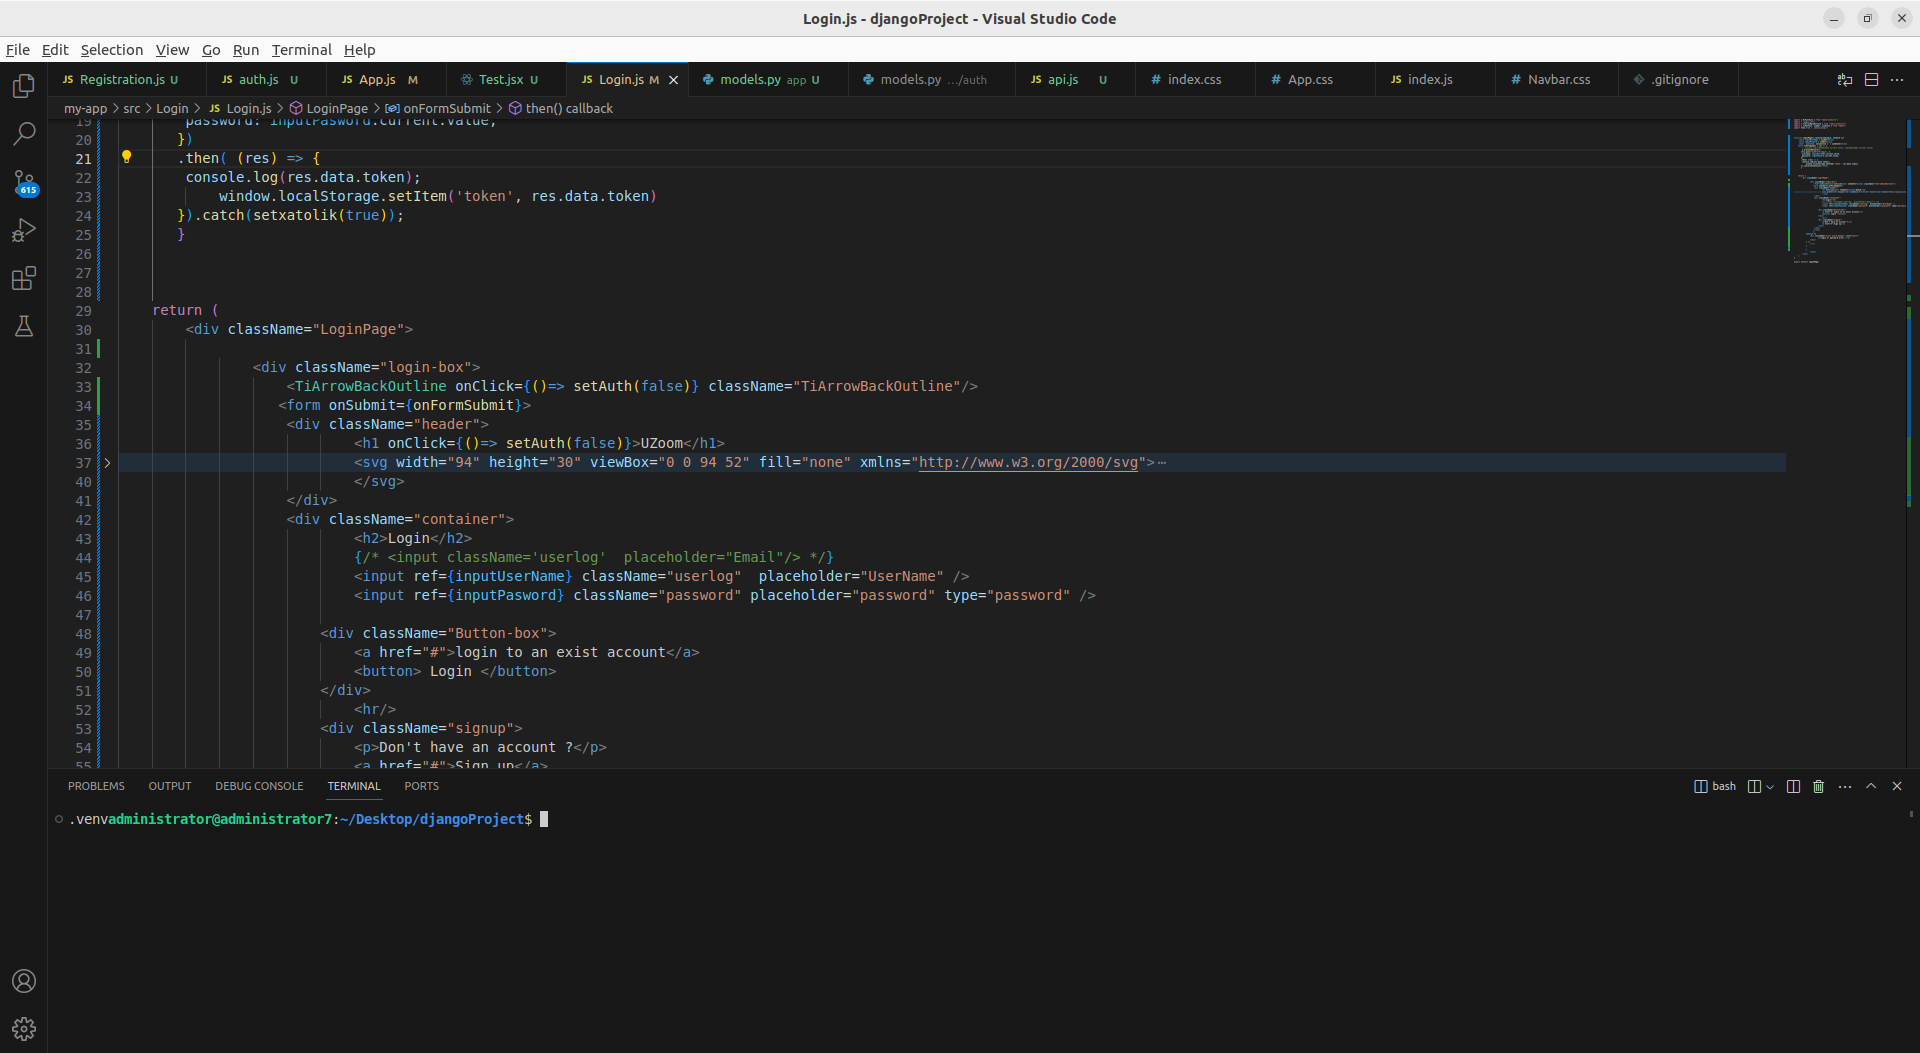 Login.js - djangoProject - Visual Studio Code
File Edit Selection View Go Run Terminal Help
JS Registration.js U JS auth.js U JS App.js M Test.jsx U JS Login.js M models.py app U models.py .../auth JS api.js U # index.css # App.css JS index.js # Navbar.css .gitignore
my-app > src > Login > JS Login.js > LoginPage > onFormSubmit > then() callback
19 password: inputPasword.current.value,
20 })
21 .then( (res) => {
22 console.log(res.data.token);
23 window.localStorage.setItem('token', res.data.token)
24 }).catch(setxatolik(true));
25 }
26
27
28
29 return (
30 <div className="LoginPage">
31
32 <div className="login-box">
33 <TiArrowBackOutline onClick={()=> setAuth(false)} className="TiArrowBackOutline"/>
34 <form onSubmit={onFormSubmit}>
35 <div className="header">
36 <h1 onClick={()=> setAuth(false)}>UZoom</h1>
37 <svg width="94" height="30" viewBox="0 0 94 52" fill="none" xmlns="http://www.w3.org/2000/svg">⋯
40 </svg>
41 </div>
42 <div className="container">
43 <h2>Login</h2>
44 {/* <input className='userlog'  placeholder="Email"/> */}
45 <input ref={inputUserName} className="userlog"  placeholder="UserName" />
46 <input ref={inputPasword} className="password" placeholder="password" type="password" />
47
48 <div className="Button-box">
49 <a href="#">login to an exist account</a>
50 <button> Login </button>
51 </div>
52 <hr/>
53 <div className="signup">
54 <p>Don't have an account ?</p>
55 <a href="#">Sign up</a>
615
PROBLEMS OUTPUT DEBUG CONSOLE TERMINAL PORTS bash
.venvadministrator@administrator7:~/Desktop/djangoProject$